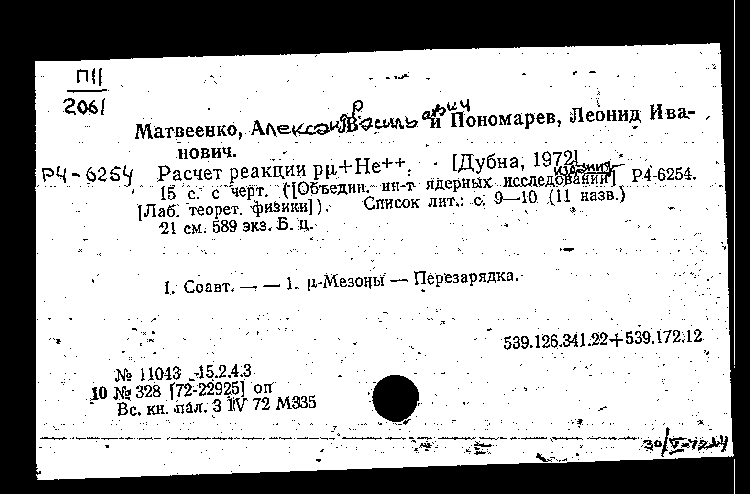 П11
2061
Матвеенко, Александр Васильевич и Пономарев, Леонид Ива-
нович.
Р4-6254 Расчет реакции pμ+He++. [Дубна, 1972]
15 с. с черт. ([Объедин. ин-т ядерных исследований] Р4-6254.
[Лаб. теорет. физики]). Список лит.: с. 9—10 (11 назв.)
21 см. 589 экз. Б. ц.
I. Соавт. — — 1. μ-Мезоны — Перезарядка.
539.126.341.22+539.172.12
№ 11043 15.2.4.3
10 № 328 [72-22925] оп
Вс. кн. пал. 3 IV 72 М335